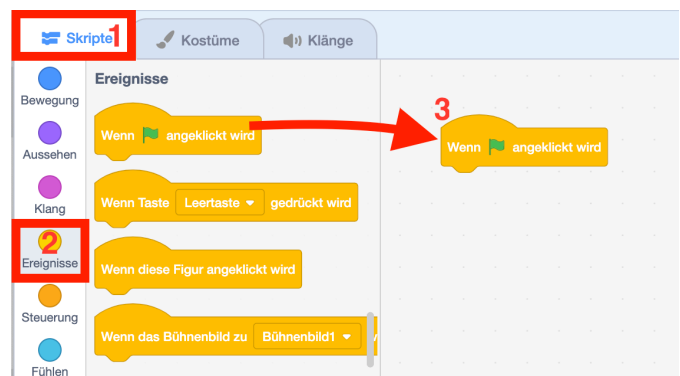 Skripte 1
Kostüme
Klänge
Bewegung
Aussehen
Klang
2
Ereignisse
Steuerung
Fühlen
Ereignisse
Wenn angeklickt wird
Wenn Taste Leertaste gedrückt wird
Wenn diese Figur angeklickt wird
Wenn das Bühnenbild zu Bühnenbild1
3
Wenn angeklickt wird